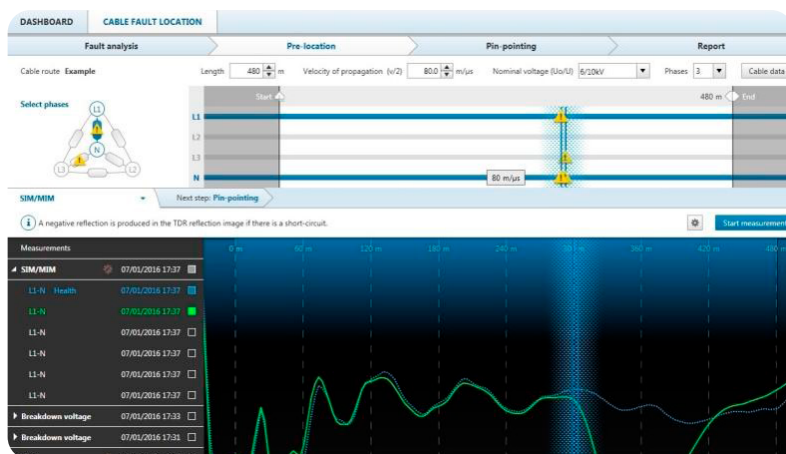 DASHBOARD CABLE FAULT LOCATION
Fault analysis Pre-location Pin-pointing Report
Cable route Example Length 480 m Velocity of propagation (v/2) 80.0 m/µs Nominal voltage (Uo/U) 6/10kV Phases 3 Cable data
Select phases
L1
N
L3 L2
Start 480 m End
L1
L2
L3
N 80 m/µs
SIM/MIM Next step: Pin-pointing
i A negative reflection is produced in the TDR reflection image if there is a short-circuit. Start measurement
Measurements 0 m 60 m 120 m 180 m 240 m 300 m 360 m 420 m 480 m
SIM/MIM 07/01/2016 17:37
L1-N Health 07/01/2016 17:37
L1-N 07/01/2016 17:37
L1-N 07/01/2016 17:37
L1-N 07/01/2016 17:37
L1-N 07/01/2016 17:37
L1-N 07/01/2016 17:37
Breakdown voltage 07/01/2016 17:33
Breakdown voltage 07/01/2016 17:31